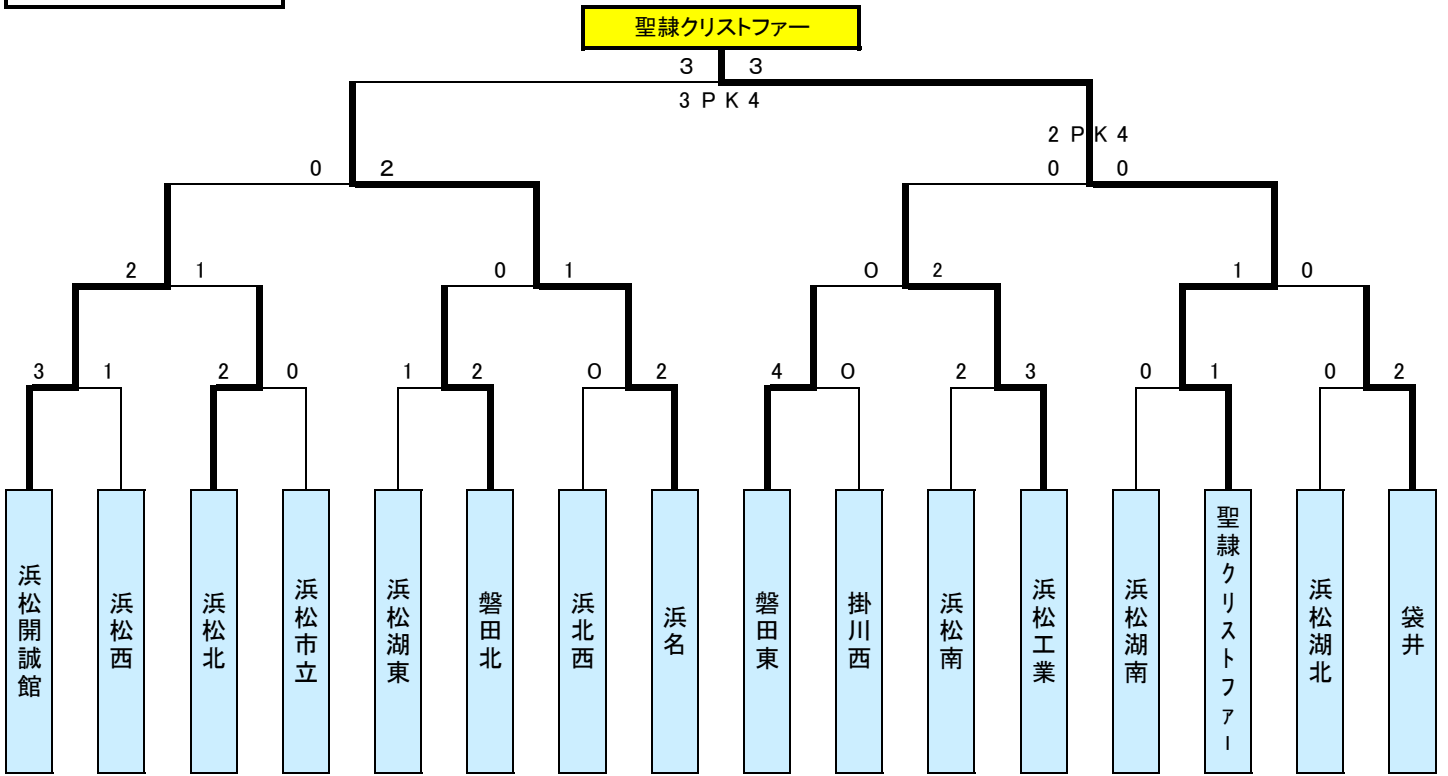 聖隷クリストファー
3 3
3 P K 4
2 P K 4
0 2 0 0
2 1 0 1 0 2 1 0
3 1 2 0 1 2 0 2 4 0 2 3 0 1 0 2
浜松開誠館
浜松西
浜松北
浜松市立
浜松湖東
磐田北
浜北西
浜名
磐田東
掛川西
浜松南
浜松工業
浜松湖南
聖隷クリストファー
浜松湖北
袋井